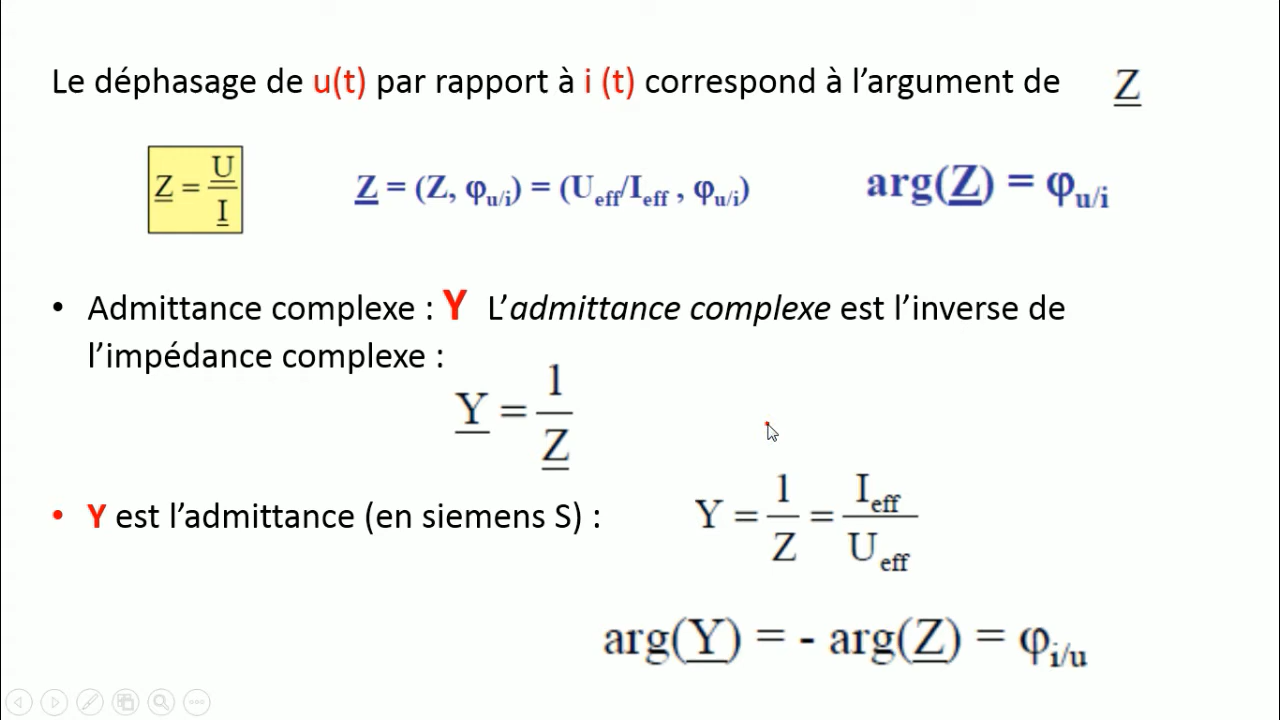 Le déphasage de u(t) par rapport à i (t) correspond à l’argument de Z
Z = U/I
Z = (Z, φu/i) = (Ueff/Ieff , φu/i)
arg(Z) = φu/i
• Admittance complexe : Y L’admittance complexe est l’inverse de
l’impédance complexe :
Y = 1/Z
• Y est l’admittance (en siemens S) :
Y = 1/Z = Ieff/Ueff
arg(Y) = - arg(Z) = φi/u